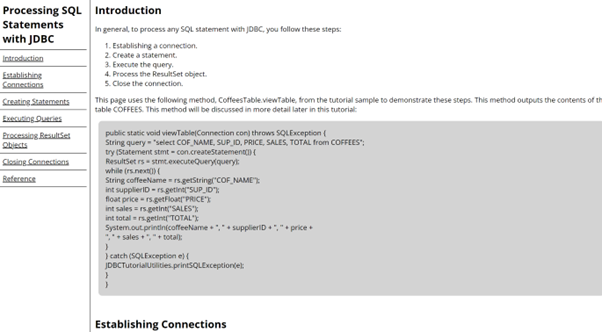 Processing SQL
Statements
with JDBC
Introduction
Establishing
Connections
Creating Statements
Executing Queries
Processing ResultSet
Objects
Closing Connections
Reference
Introduction
In general, to process any SQL statement with JDBC, you follow these steps:
1. Establishing a connection.
2. Create a statement.
3. Execute the query.
4. Process the ResultSet object.
5. Close the connection.
This page uses the following method, CoffeesTable.viewTable, from the tutorial sample to demonstrate these steps. This method outputs the contents of th
table COFFEES. This method will be discussed in more detail later in this tutorial:
public static void viewTable(Connection con) throws SQLException {
String query = "select COF_NAME, SUP_ID, PRICE, SALES, TOTAL from COFFEES";
try (Statement stmt = con.createStatement()) {
ResultSet rs = stmt.executeQuery(query);
while (rs.next()) {
String coffeeName = rs.getString("COF_NAME");
int supplierID = rs.getInt("SUP_ID");
float price = rs.getFloat("PRICE");
int sales = rs.getInt("SALES");
int total = rs.getInt("TOTAL");
System.out.println(coffeeName + ", " + supplierID + ", " + price +
", " + sales + ", " + total);
}
} catch (SQLException e) {
JDBCTutorialUtilities.printSQLException(e);
}
}
Establishing Connections